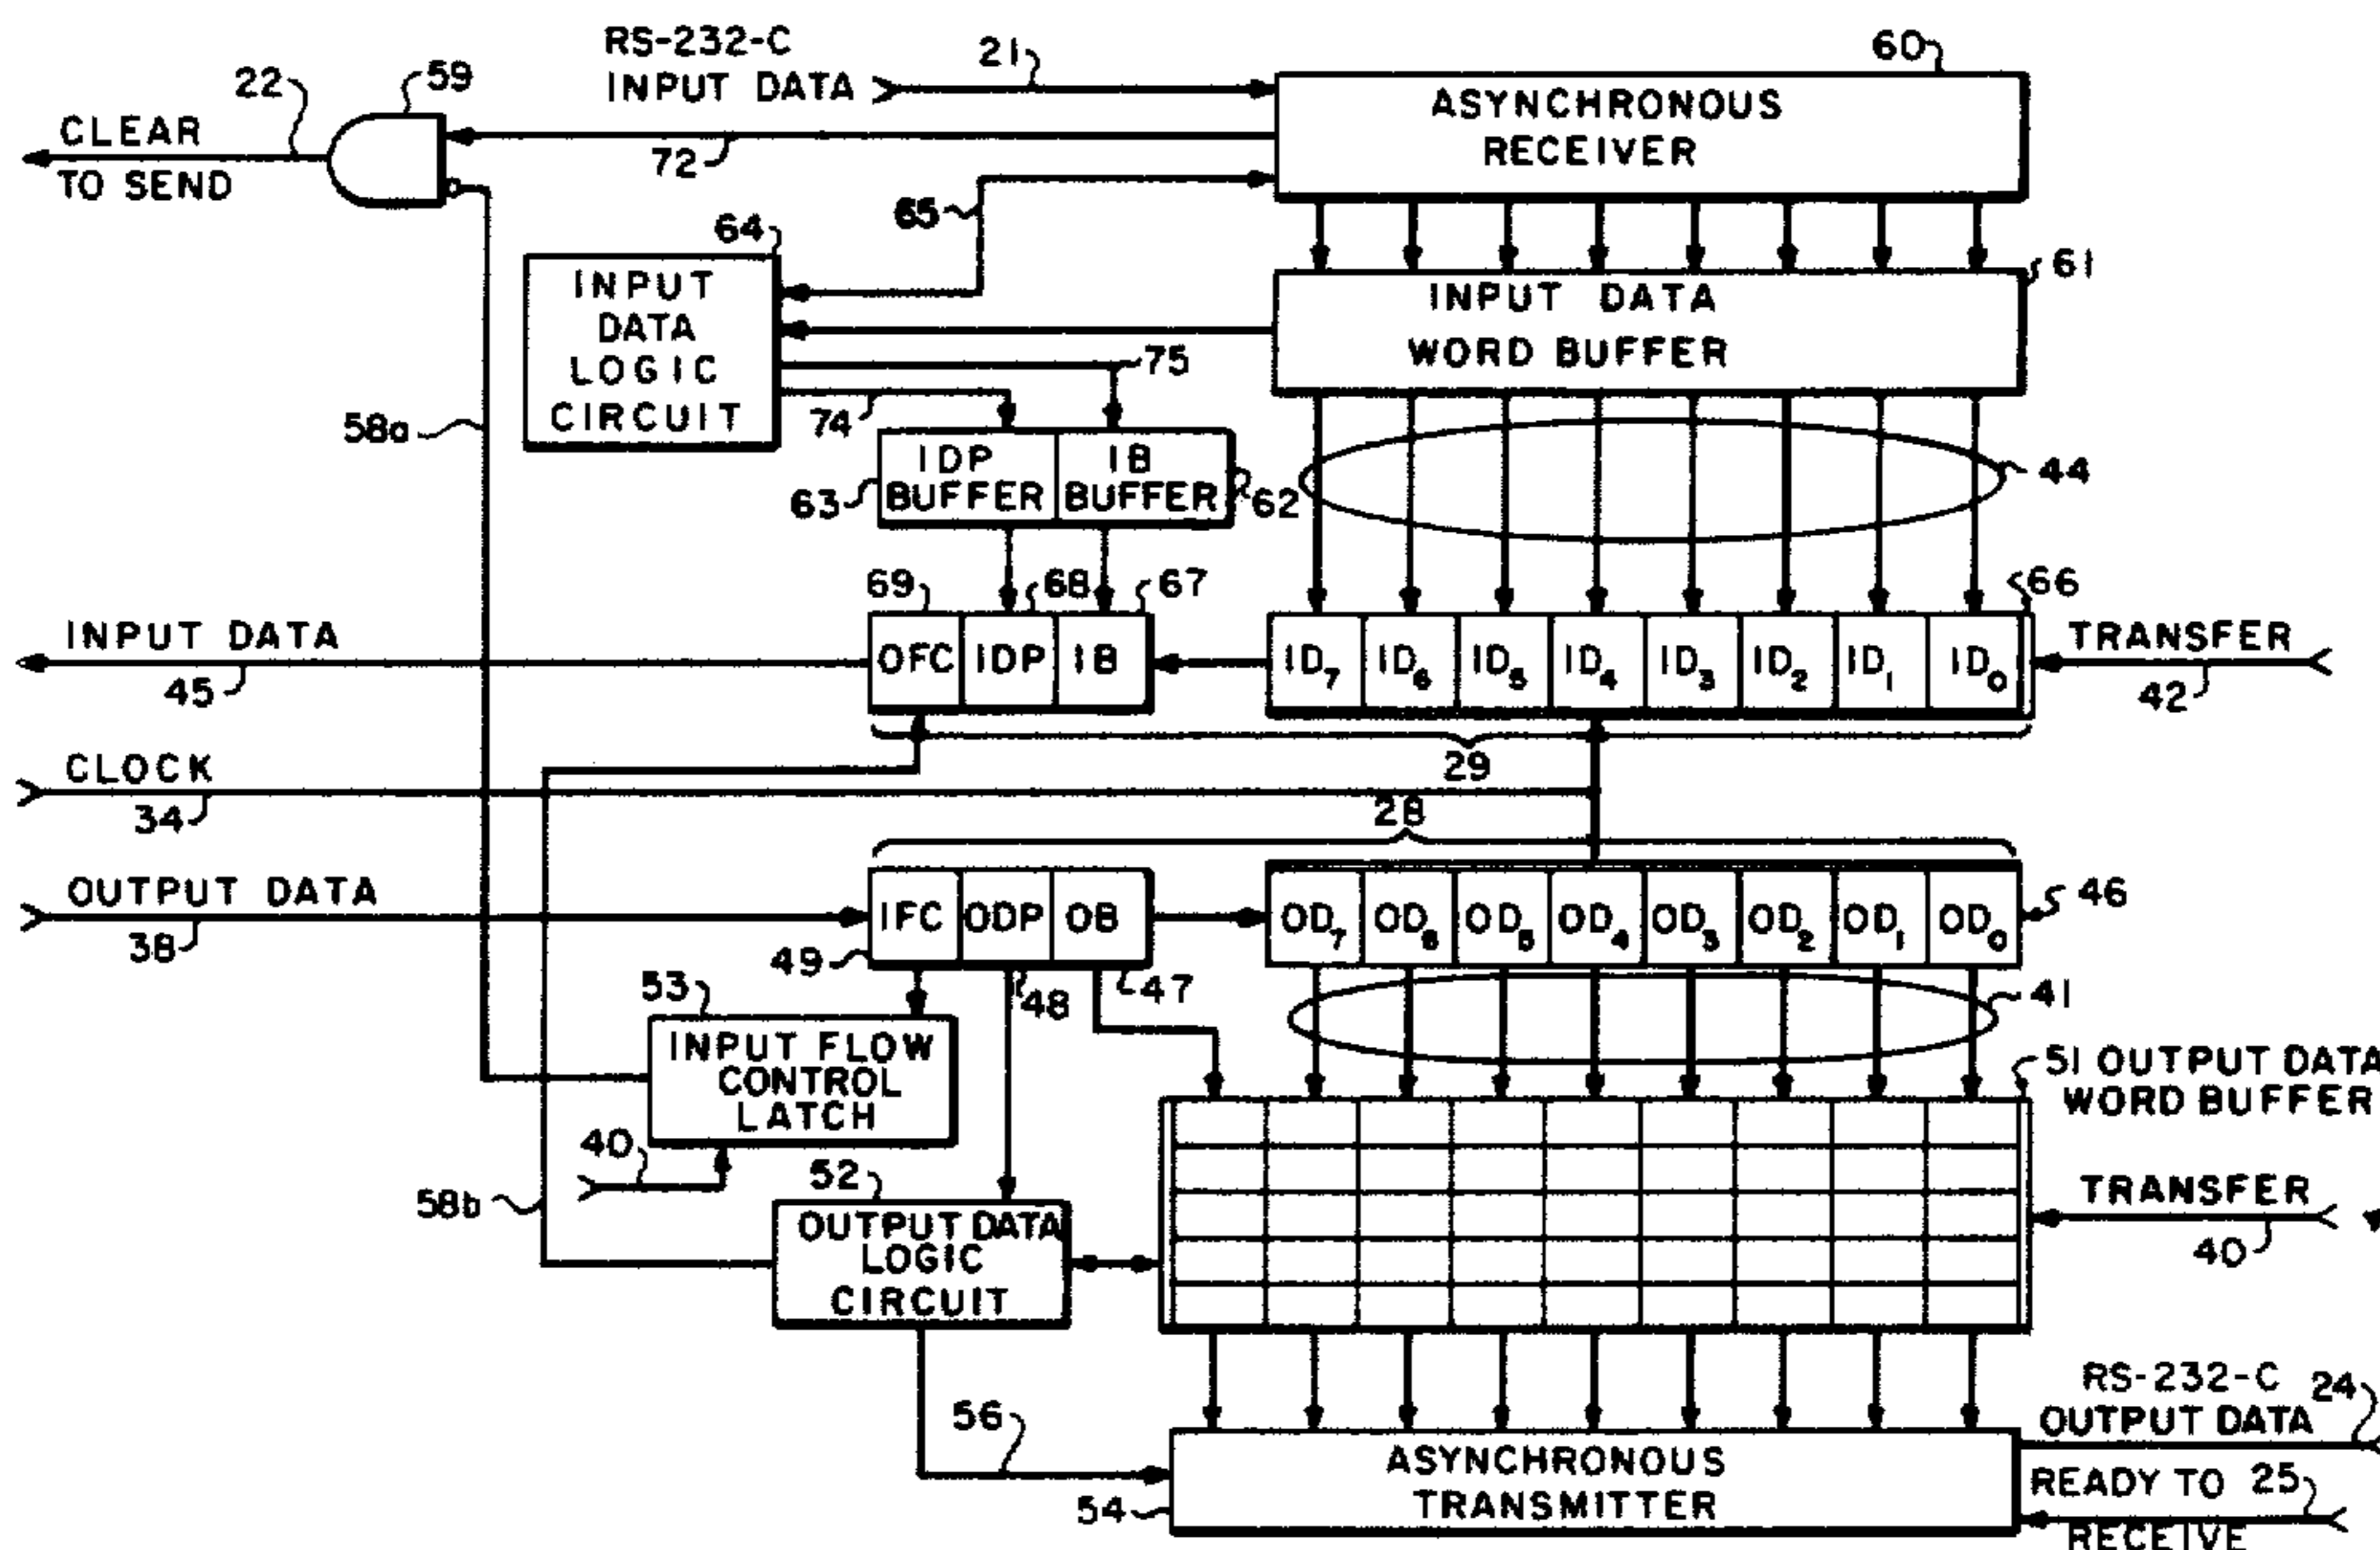 RS-232-C
INPUT DATA
21
60
22
59
CLEAR
TO SEND
72
ASYNCHRONOUS
RECEIVER
65
64
61
INPUT
DATA
LOGIC
CIRCUIT
INPUT DATA
WORD BUFFER
75
74
58a
IDP
BUFFER
IB
BUFFER
63
62
44
69
68
67
66
INPUT DATA
45
OFC IDP IB
ID7 ID6 ID5 ID4 ID3 ID2 ID1 ID0
TRANSFER
42
29
CLOCK
34
28
OUTPUT DATA
38
IFC ODP OB
OD7 OD6 OD5 OD4 OD3 OD2 OD1 OD0
46
49
48
47
41
53
INPUT FLOW
CONTROL
LATCH
51 OUTPUT DATA
WORD BUFFER
40
58b
52
OUTPUT DATA
LOGIC
CIRCUIT
TRANSFER
40
56
RS-232-C
OUTPUT DATA
24
54
ASYNCHRONOUS
TRANSMITTER
READY TO
RECEIVE
25